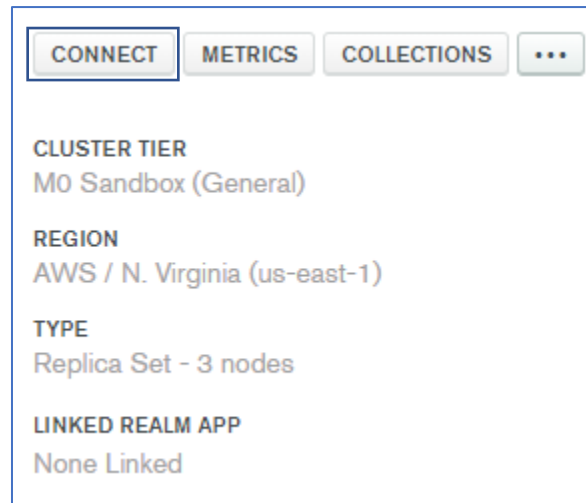 CONNECT METRICS COLLECTIONS ...
CLUSTER TIER
M0 Sandbox (General)
REGION
AWS / N. Virginia (us-east-1)
TYPE
Replica Set - 3 nodes
LINKED REALM APP
None Linked